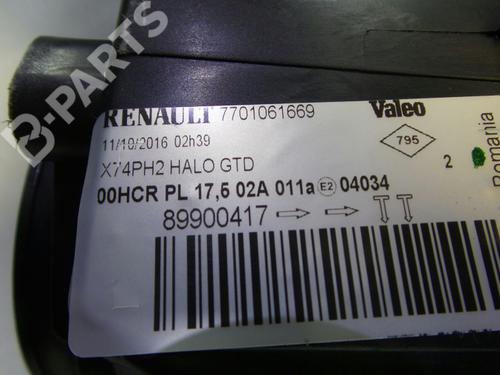 B-PARTS
RENAULT 7701061669 Valeo
11/10/2016 02h39
795
X74PH2 HALO GTD
2
Romania
00HCR PL 17,5 02A 011a E2 04034
89900417